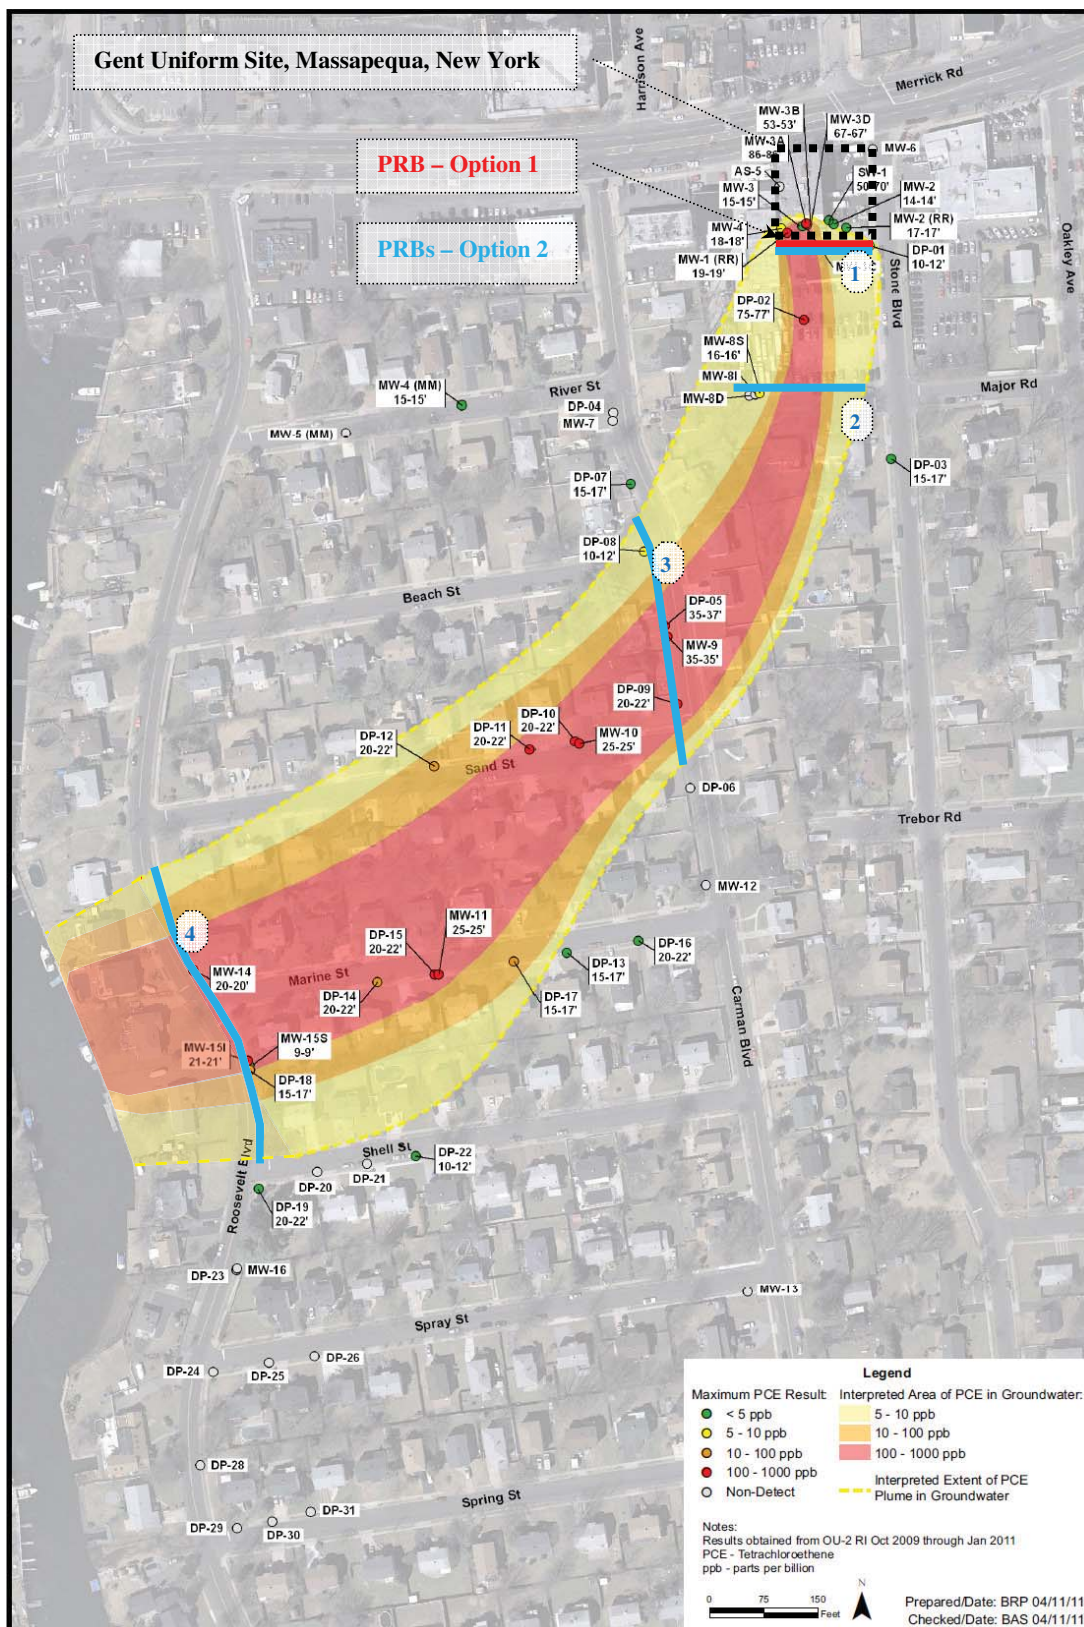 Gent Uniform Site, Massapequa, New York
Harrison Ave
Merrick Rd
MW-3B
53-53'
MW-3D
67-67'
MW-3A
MW-6
PRB – Option 1
AS-5
SW-1
50-70'
MW-3
15-15'
MW-2
14-14'
MW-4
18-18'
MW-2 (RR)
17-17'
PRBs – Option 2
MW-1 (RR)
19-19'
DP-01
10-12'
1
Stone Blvd
Oakley Ave
DP-02
75-77'
MW-8S
16-16'
MW-8I
MW-8D
MW-4 (MM)
15-15'
River St
Major Rd
DP-04
MW-7
2
MW-5 (MM)
DP-03
15-17'
DP-07
15-17'
DP-08
10-12'
3
Beach St
DP-05
35-37'
MW-9
35-35'
DP-09
20-22'
DP-10
20-22'
DP-11
20-22'
DP-12
20-22'
MW-10
25-25'
Sand St
DP-06
Trebor Rd
MW-12
4
MW-11
25-25'
DP-15
20-22'
DP-16
20-22'
DP-13
15-17'
MW-14
20-20'
Marine St
DP-14
20-22'
DP-17
15-17'
Carman Blvd
MW-15S
9-9'
MW-15I
21-21'
DP-18
15-17'
Roosevelt Blvd
Shell St
DP-22
10-12'
DP-21
DP-20
DP-19
20-22'
MW-16
DP-23
MW-13
Spray St
DP-26
DP-25
DP-24
DP-28
DP-31
Spring St
DP-30
DP-29
Legend
Maximum PCE Result:
< 5 ppb
5 - 10 ppb
10 - 100 ppb
100 - 1000 ppb
Non-Detect
Interpreted Area of PCE in Groundwater:
5 - 10 ppb
10 - 100 ppb
100 - 1000 ppb
Interpreted Extent of PCE
Plume in Groundwater
Notes:
Results obtained from OU-2 RI Oct 2009 through Jan 2011
PCE - Tetrachloroethene
ppb - parts per billion
N
0 75 150
Feet
Prepared/Date: BRP 04/11/11
Checked/Date: BAS 04/11/11